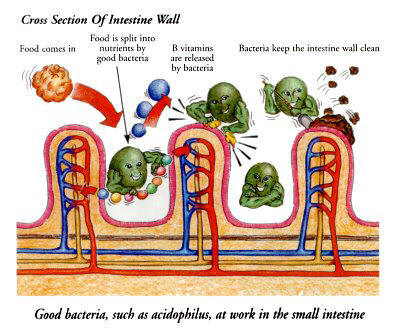 Cross Section Of Intestine Wall
Food comes in
Food is split into
nutrients by
good bacteria
B vitamins
are released
by bacteria
Bacteria keep the intestine wall clean
Good bacteria, such as acidophilus, at work in the small intestine